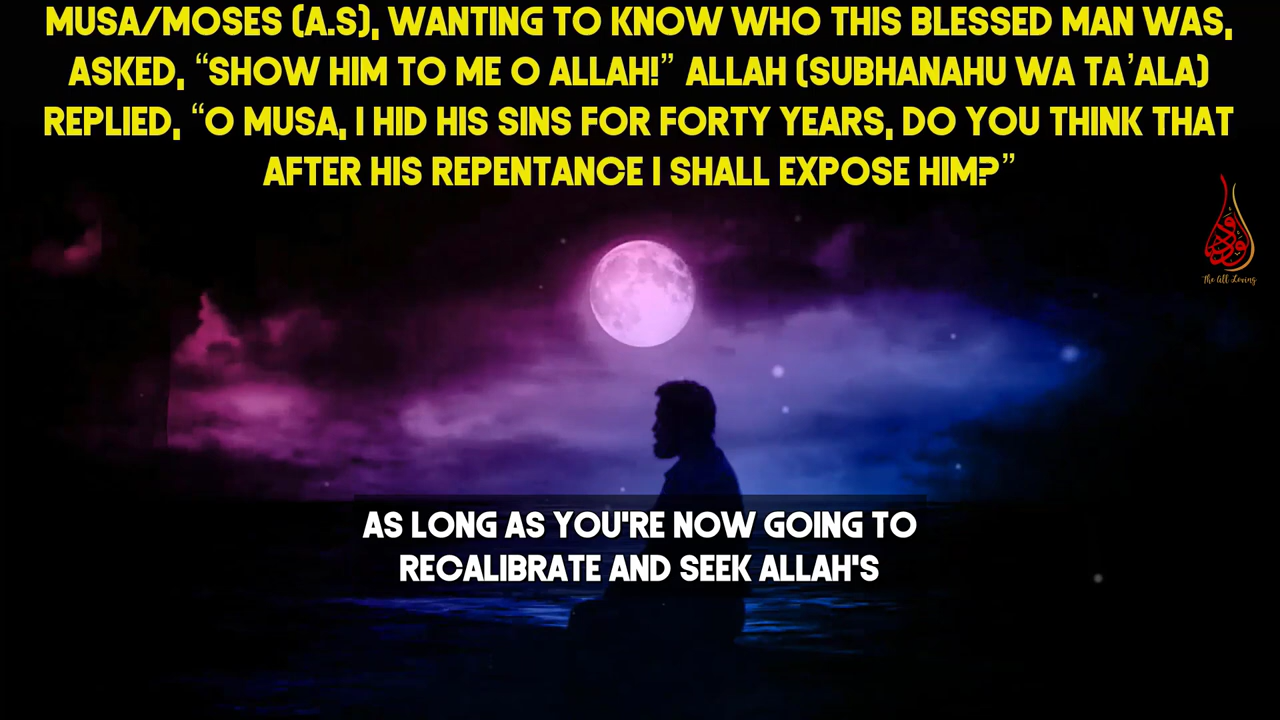 MUSA/MOSES (A.S), WANTING TO KNOW WHO THIS BLESSED MAN WAS,
ASKED, “SHOW HIM TO ME O ALLAH!” ALLAH (SUBHANAHU WA TA’ALA)
REPLIED, “O MUSA, I HID HIS SINS FOR FORTY YEARS, DO YOU THINK THAT
AFTER HIS REPENTANCE I SHALL EXPOSE HIM?”
The All Loving
AS LONG AS YOU'RE NOW GOING TO
RECALIBRATE AND SEEK ALLAH'S